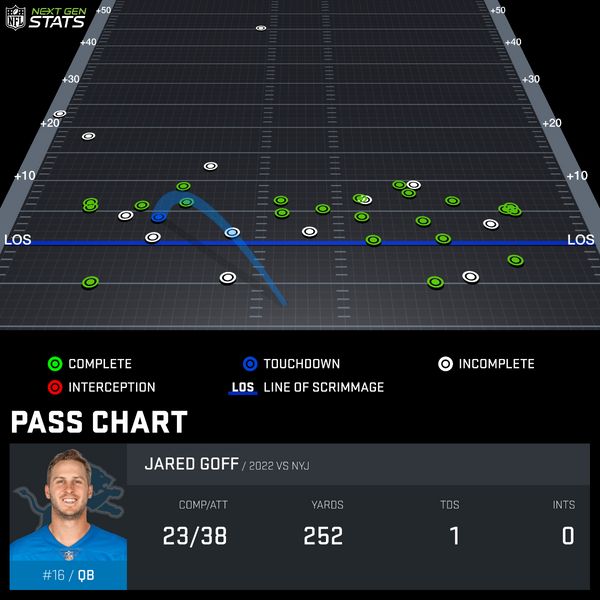 NFL NEXT GEN STATS
+50 +50
+40 +40
+30 +30
+20 +20
+10 +10
LOS LOS
COMPLETE TOUCHDOWN INCOMPLETE
INTERCEPTION LOS LINE OF SCRIMMAGE
PASS CHART
JARED GOFF / 2022 VS NYJ
COMP/ATT YARDS TDS INTS
23/38 252 1 0
#16 / QB